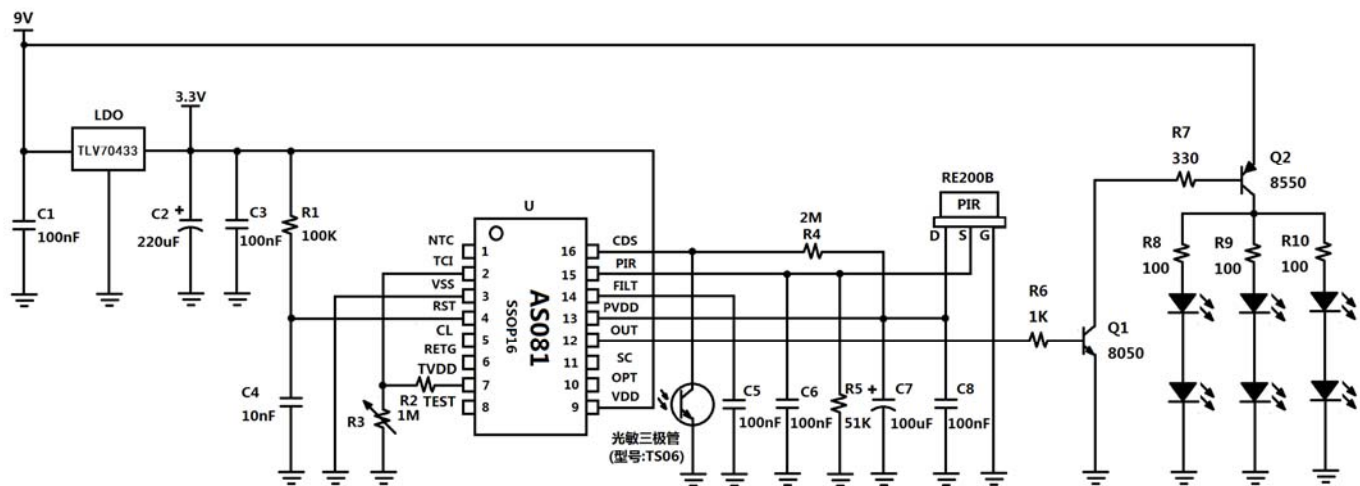 9V
LDO
TLV70433
3.3V
C1
100nF
C2
+
220uF
C3
100nF
R1
100K
C4
10nF
U
AS081
SSOP16
NTC
1
TCI
2
VSS
3
RST
4
CL
5
RETG
6
TVDD
7
TEST
8
R2
1M
R3
16
CDS
15
PIR
14
FILT
13
PVDD
12
OUT
11
SC
10
OPT
9
VDD
2M
R4
光敏三极管
(型号:TS06)
C5
100nF
C6
100nF
R5
51K
+
C7
100uF
C8
100nF
RE200B
PIR
D S G
R6
1K
Q1
8050
R7
330
Q2
8550
R8
100
R9
100
R10
100